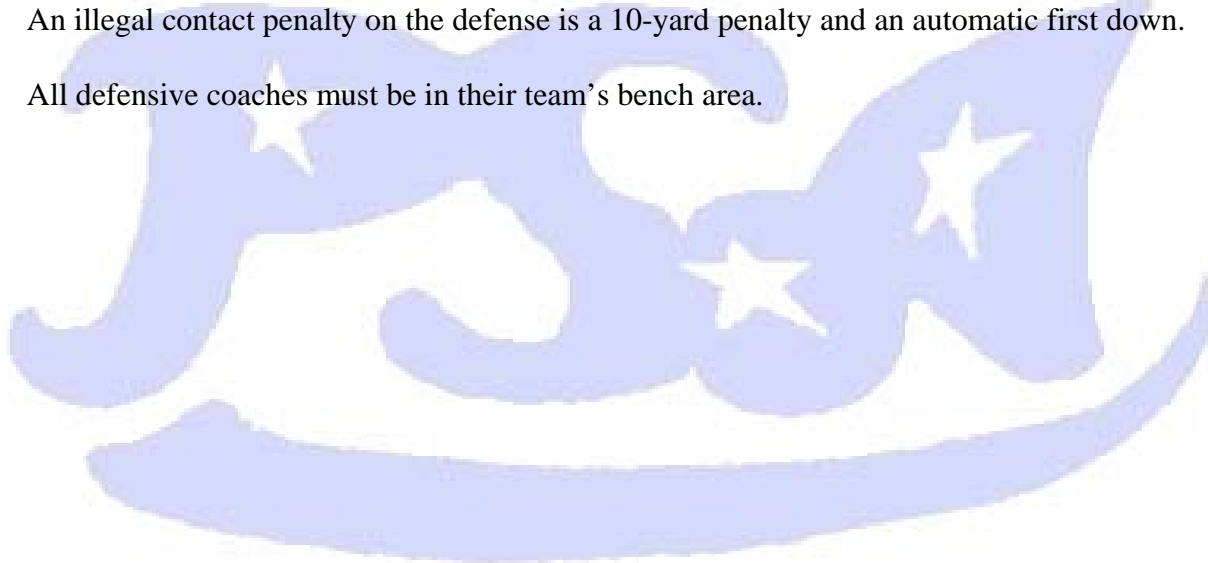 An illegal contact penalty on the defense is a 10-yard penalty and an automatic first down.
All defensive coaches must be in their team’s bench area.
PSA